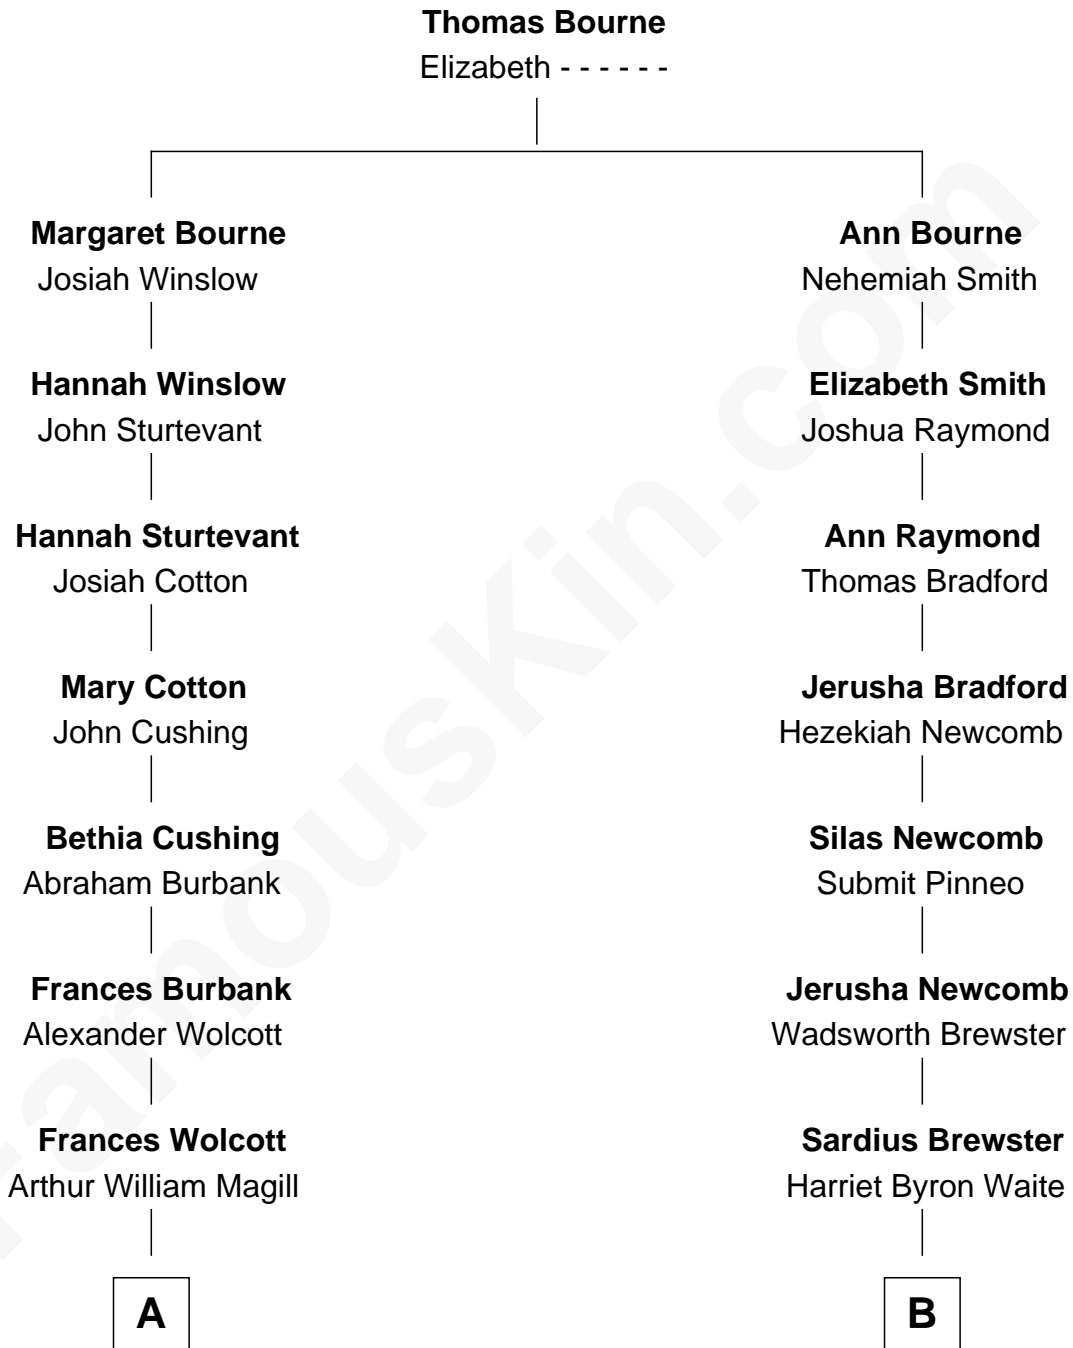 Thomas Bourne
Elizabeth - - - - - -
Margaret Bourne
Josiah Winslow
Ann Bourne
Nehemiah Smith
Hannah Winslow
John Sturtevant
Elizabeth Smith
Joshua Raymond
Hannah Sturtevant
Josiah Cotton
Ann Raymond
Thomas Bradford
Mary Cotton
John Cushing
Jerusha Bradford
Hezekiah Newcomb
Bethia Cushing
Abraham Burbank
Silas Newcomb
Submit Pinneo
Frances Burbank
Alexander Wolcott
Jerusha Newcomb
Wadsworth Brewster
Frances Wolcott
Arthur William Magill
Sardius Brewster
Harriet Byron Waite
A
B
FamousKin.com